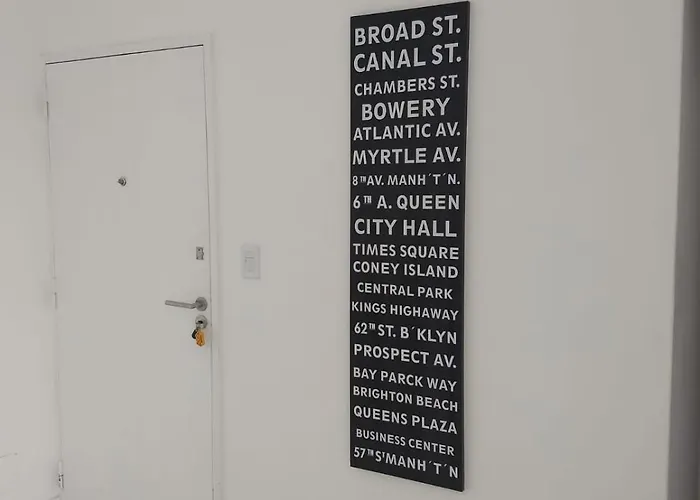 BROAD ST.
CANAL ST.
CHAMBERS ST.
BOWERY
ATLANTIC AV.
MYRTLE AV.
8TH AV. MANH´T´N.
6TH A. QUEEN
CITY HALL
TIMES SQUARE
CONEY ISLAND
CENTRAL PARK
KINGS HIGHAWAY
62TH ST. B´KLYN
PROSPECT AV.
BAY PARCK WAY
BRIGHTON BEACH
QUEENS PLAZA
BUSINESS CENTER
57TH ST MANH´T´N